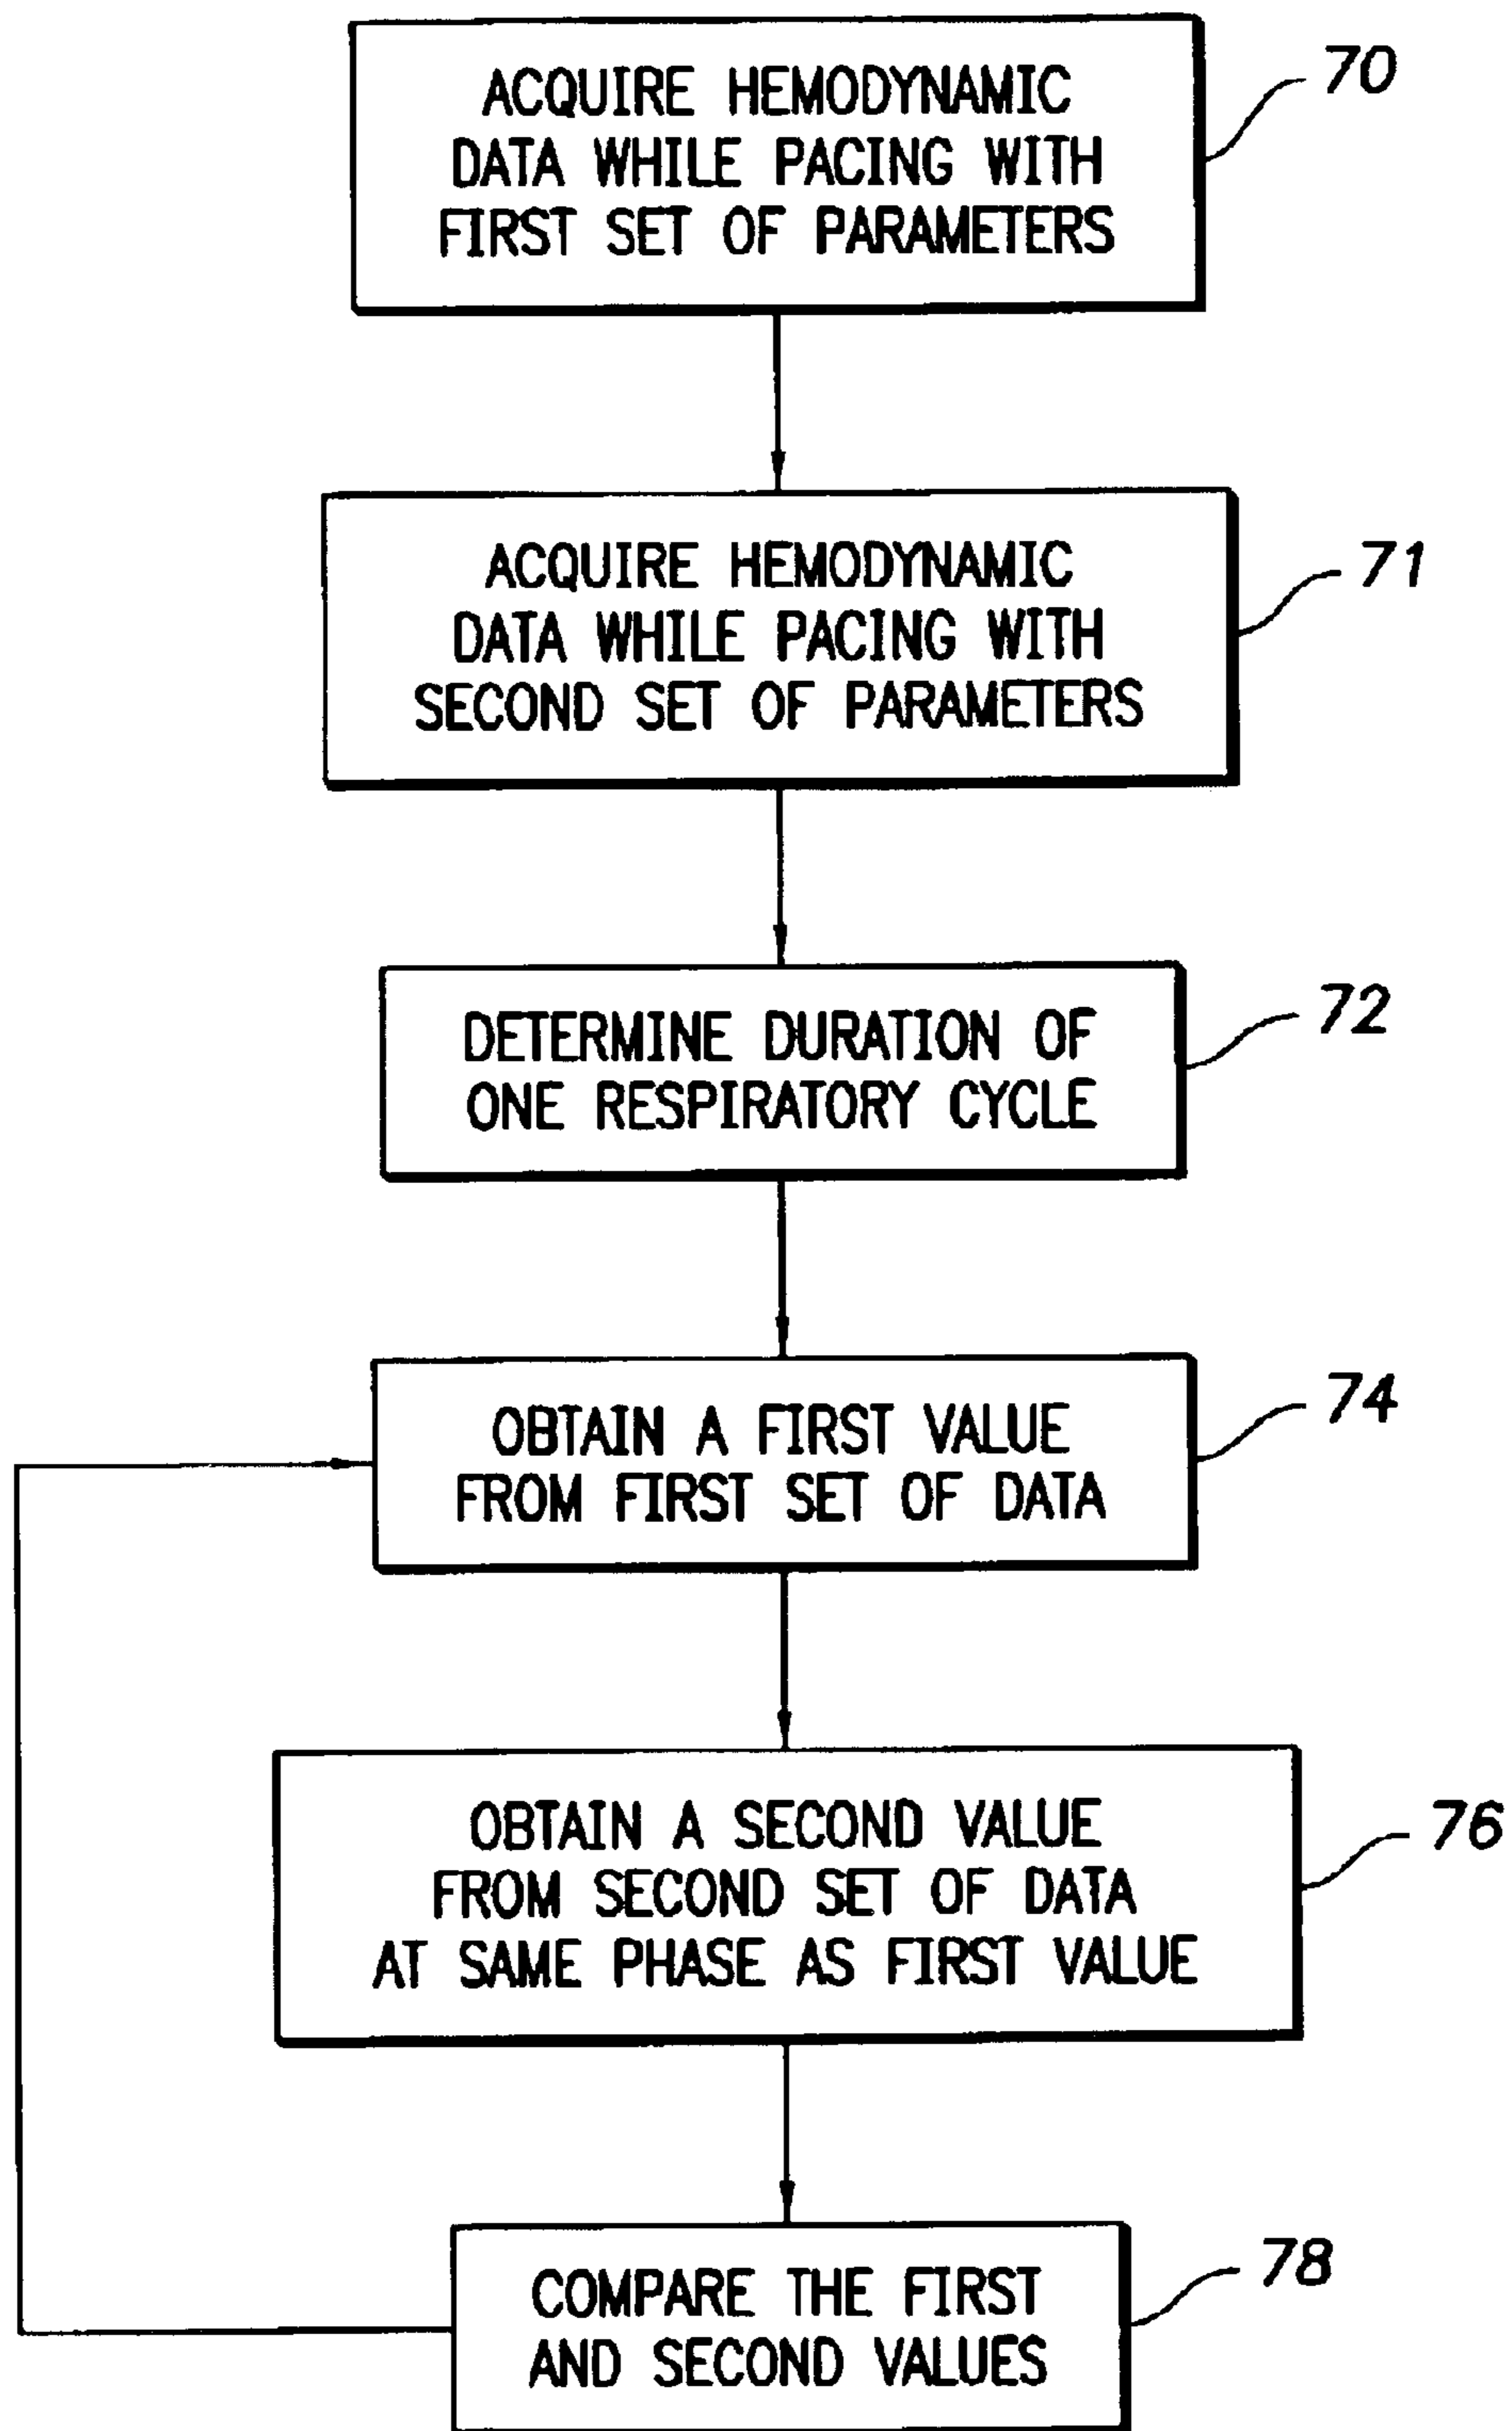 ACQUIRE HEMODYNAMIC
DATA WHILE PACING WITH
FIRST SET OF PARAMETERS
70
ACQUIRE HEMODYNAMIC
DATA WHILE PACING WITH
SECOND SET OF PARAMETERS
71
DETERMINE DURATION OF
ONE RESPIRATORY CYCLE
72
OBTAIN A FIRST VALUE
FROM FIRST SET OF DATA
74
OBTAIN A SECOND VALUE
FROM SECOND SET OF DATA
AT SAME PHASE AS FIRST VALUE
76
COMPARE THE FIRST
AND SECOND VALUES
78